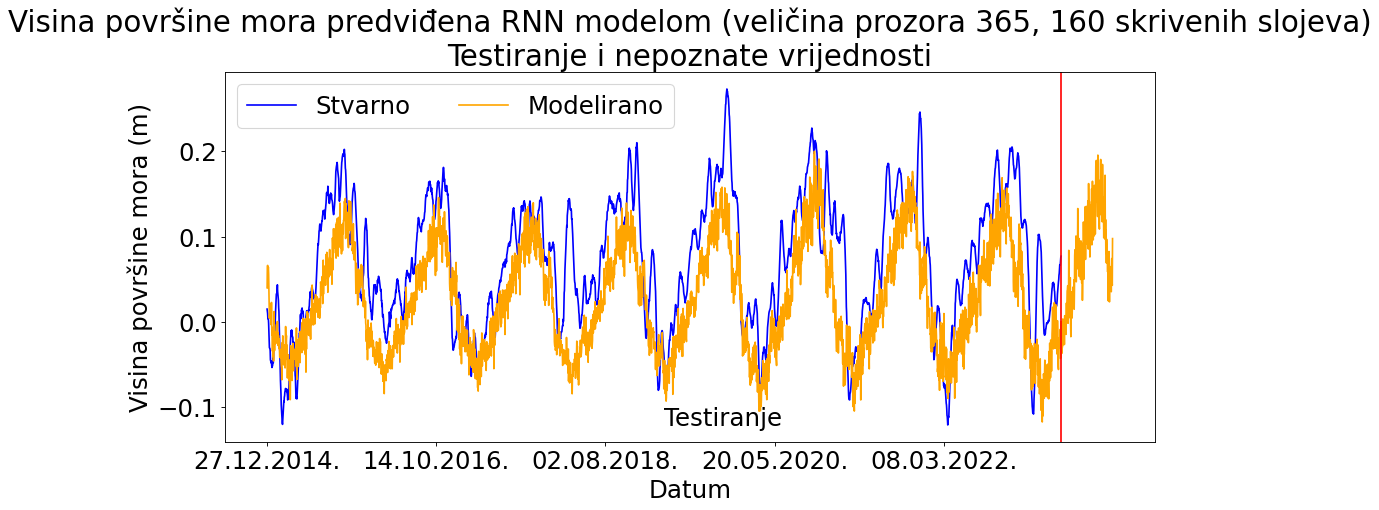 Visina površine mora predviđena RNN modelom (veličina prozora 365, 160 skrivenih slojeva)
Testiranje i nepoznate vrijednosti
Stvarno Modelirano
Visina površine mora (m)
0.2
0.1
0.0
−0.1
Testiranje
27.12.2014. 14.10.2016. 02.08.2018. 20.05.2020. 08.03.2022.
Datum